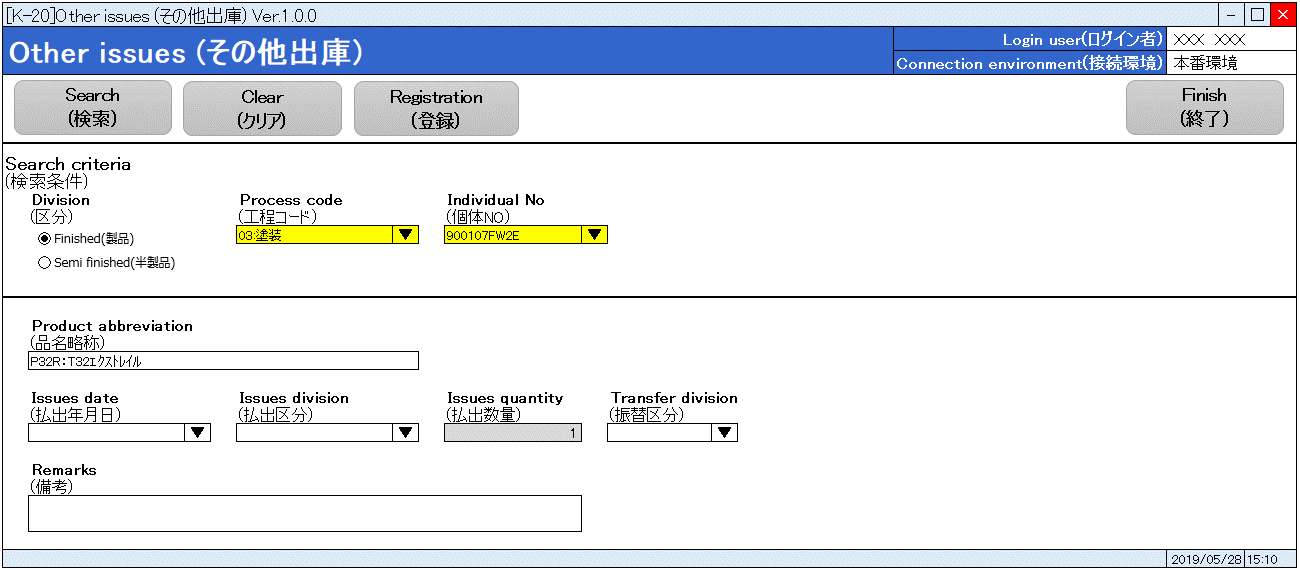 [K-20]Other issues (その他出庫) Ver.1.0.0
Other issues (その他出庫)
Login user(ログイン者) XXX XXX
Connection environment(接続環境) 本番環境
Search
(検索)
Clear
(クリア)
Registration
(登録)
Finish
(終了)
Search criteria
(検索条件)
Division
(区分)
Finished(製品)
Semi finished(半製品)
Process code
(工程コード)
03:塗装
Individual No
(個体NO)
900107FW2E
Product abbreviation
(品名略称)
P32R:T32エクストレイル
Issues date
(払出年月日)
Issues division
(払出区分)
Issues quantity
(払出数量)
1
Transfer division
(振替区分)
Remarks
(備考)
2019/05/28 15:10